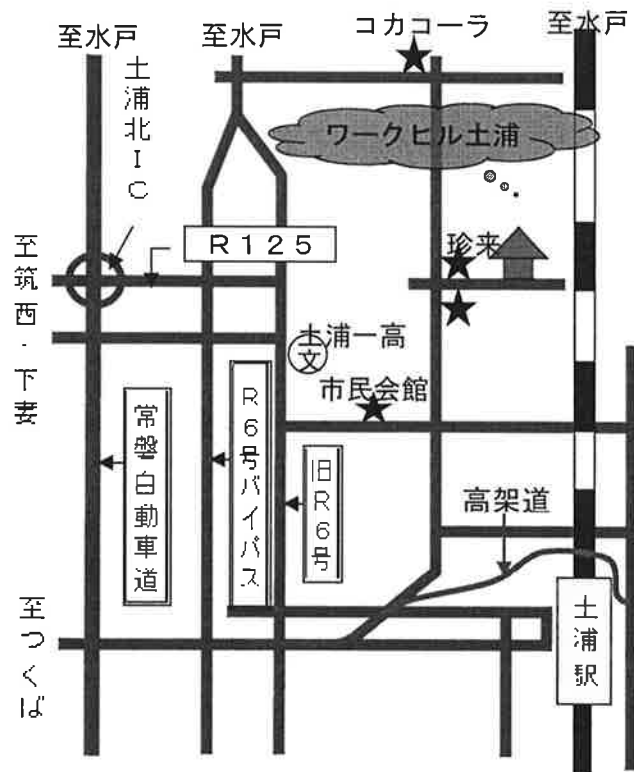 至水戸
至水戸
コカコーラ
至水戸
土浦北IC
ワークヒル土浦
R125
珍来
至筑西・下妻
土浦一高
文
市民会館
常磐自動車道
R6号バイパス
旧R6号
高架道
至つくば
土浦駅